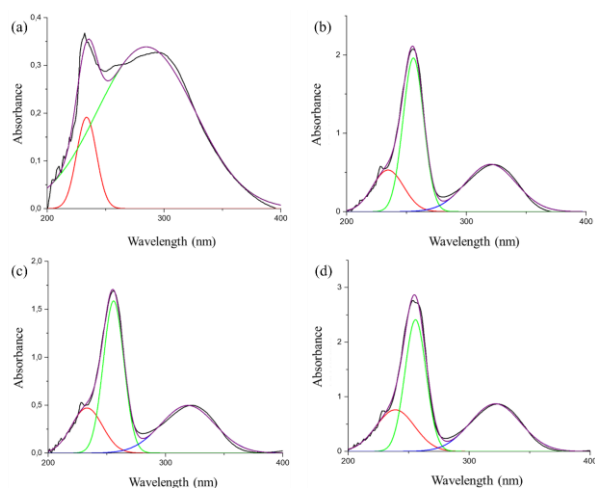 (a)
0,4
0,3
0,2
0,1
0,0
200
300
400
Absorbance
Wavelength (nm)
(b)
2
1
0
200
300
400
Absorbance
Wavelength (nm)
(c)
2,0
1,5
1,0
0,5
0,0
200
300
400
Absorbance
Wavelength (nm)
(d)
3
2
1
0
200
300
400
Absorbance
Wavelength (nm)